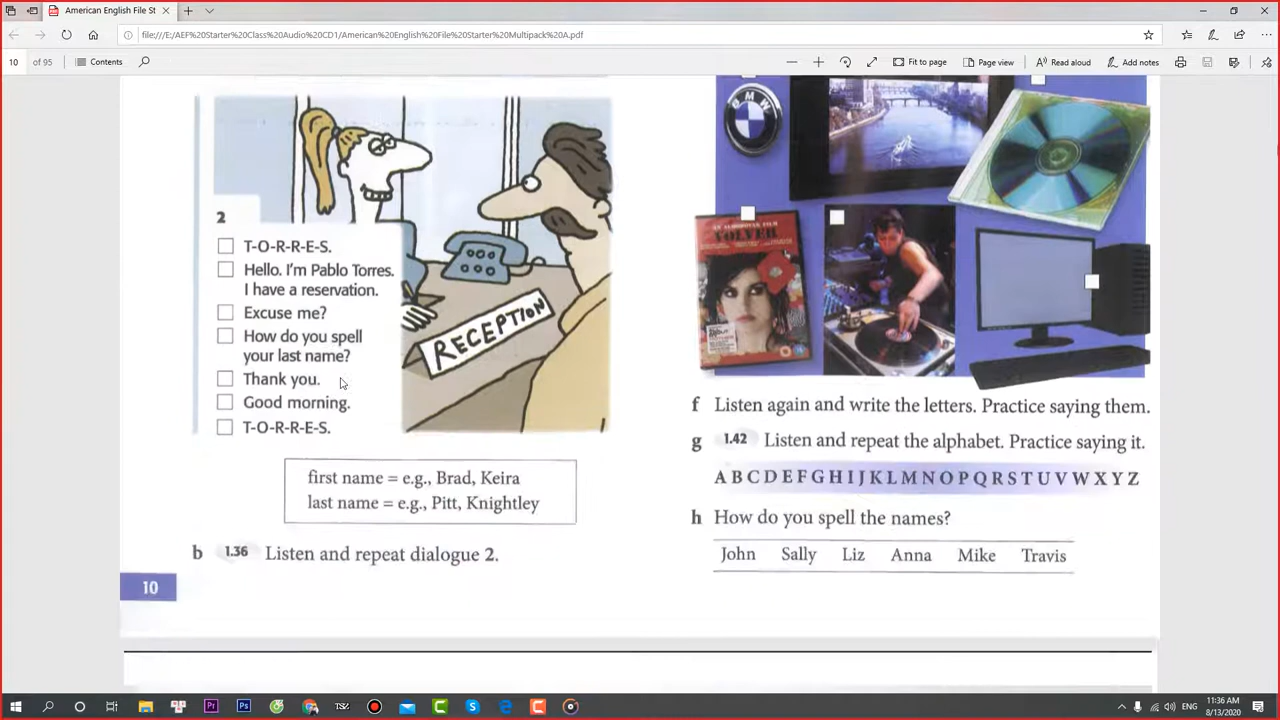 American English File St
file:///E:/AEF%20Starter%20Class%20Audio%20CD1/American%20English%20File%20Starter%20Multipack%20A.pdf
10 of 95
Contents
Fit to page
Page view
Read aloud
Add notes
2
T-O-R-R-E-S.
Hello. I'm Pablo Torres.
I have a reservation.
Excuse me?
How do you spell
your last name?
Thank you.
Good morning.
T-O-R-R-E-S.
RECEPTION
first name = e.g., Brad, Keira
last name = e.g., Pitt, Knightley
b 1.36 Listen and repeat dialogue 2.
10
BMW
VOLVER
f Listen again and write the letters. Practice saying them.
g 1.42 Listen and repeat the alphabet. Practice saying it.
A B C D E F G H I J K L M N O P Q R S T U V W X Y Z
h How do you spell the names?
John Sally Liz Anna Mike Travis
ENG
11:36 AM
8/13/2020